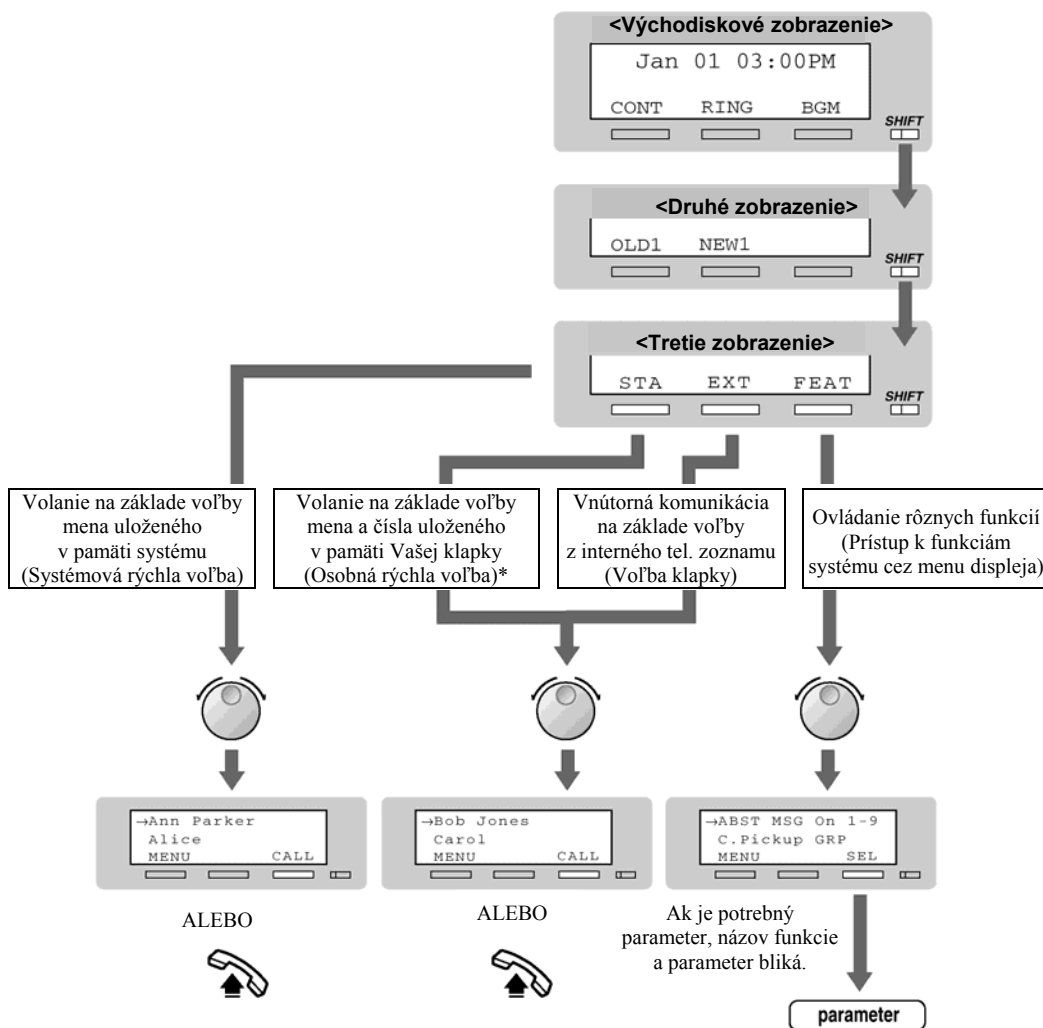 <Východiskové zobrazenie>
Jan 01 03:00PM
CONT RING BGM
SHIFT
<Druhé zobrazenie>
OLD1 NEW1
SHIFT
<Tretie zobrazenie>
STA EXT FEAT
SHIFT
Volanie na základe voľby
mena uloženého
v pamäti systému
(Systémová rýchla voľba)
Volanie na základe voľby
mena a čísla uloženého
v pamäti Vašej klapky
(Osobná rýchla voľba)*
Vnútorná komunikácia
na základe voľby
z interného tel. zoznamu
(Voľba klapky)
Ovládanie rôznych funkcií
(Prístup k funkciám
systému cez menu displeja)
→Ann Parker
Alice
MENU CALL
→Bob Jones
Carol
MENU CALL
→ABST MSG On 1-9
C.Pickup GRP
MENU SEL
ALEBO
ALEBO
Ak je potrebný
parameter, názov funkcie
a parameter bliká.
parameter